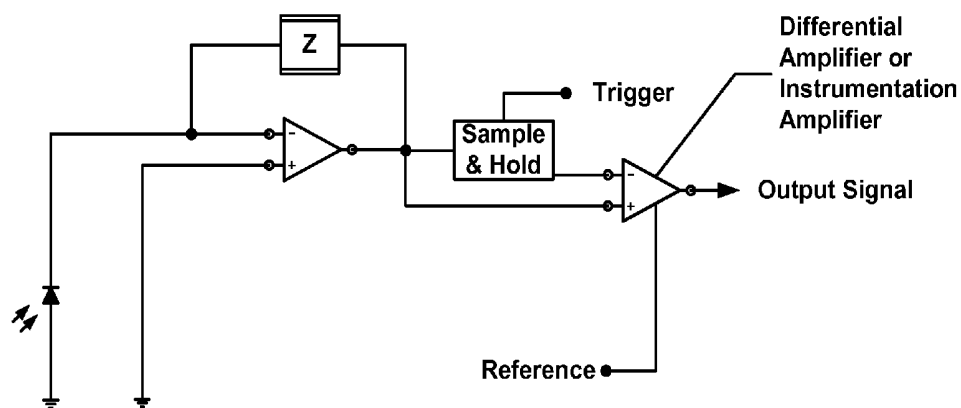 Differential
Amplifier or
Instrumentation
Amplifier
Z
Trigger
Sample
& Hold
-
+
-
+
Output Signal
Reference